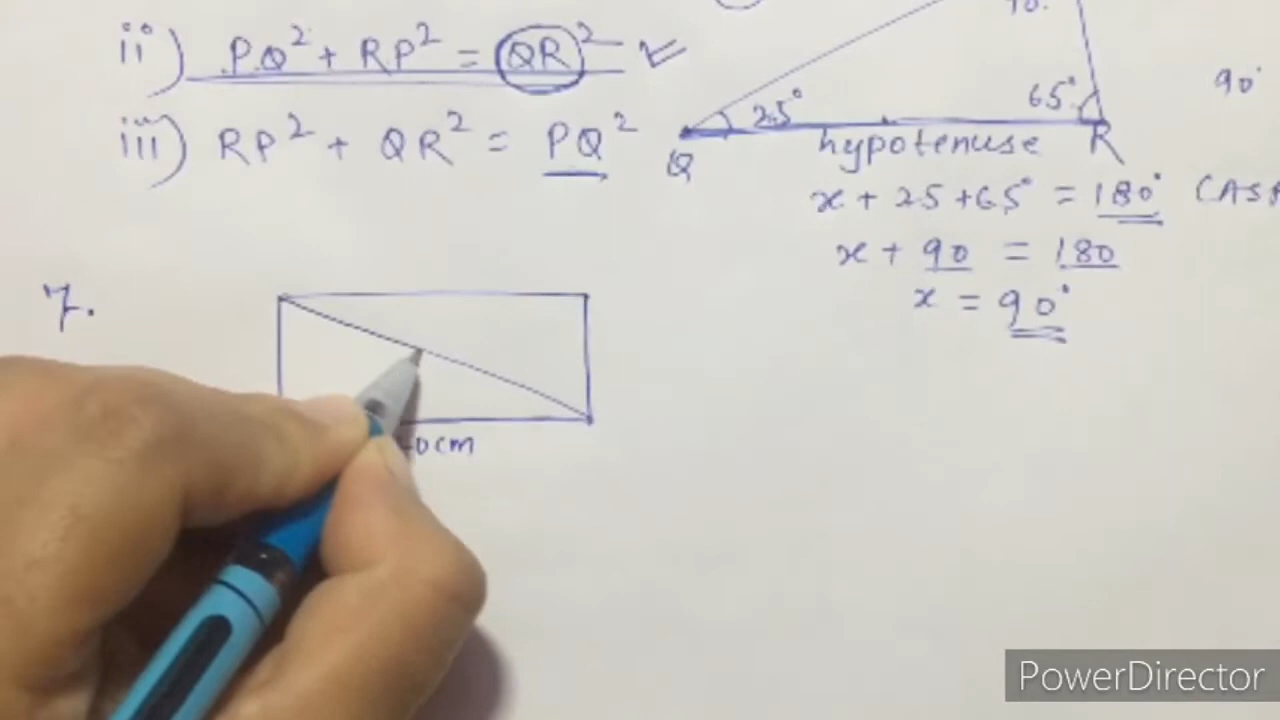 ii) PQ² + RP² = QR²
iii) RP² + QR² = PQ²
25°
65°
90°
Q
hypotenuse
R
x + 25 + 65° = 180°
x + 90 = 180
x = 90°
7.
0cm
PowerDirector